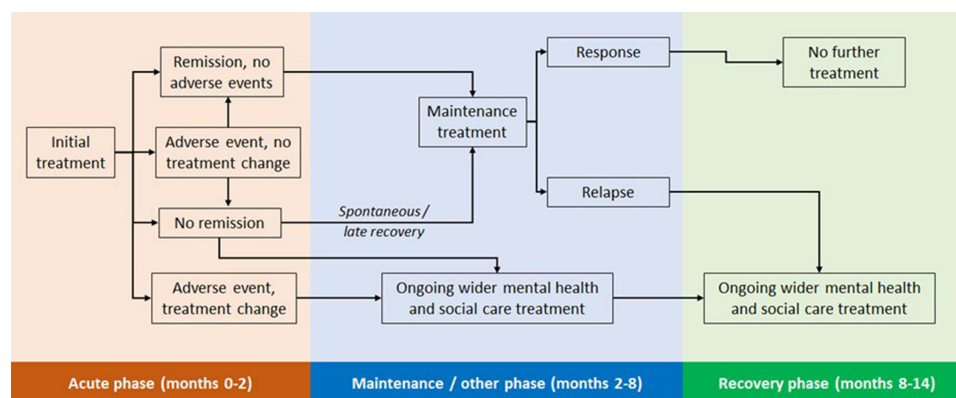 Remission, no
adverse events
Response
No further
treatment
Maintenance
treatment
Initial
treatment
Adverse event, no
treatment change
Relapse
No remission
Spontaneous /
late recovery
Adverse event,
treatment change
Ongoing wider mental health
and social care treatment
Ongoing wider mental health
and social care treatment
Acute phase (months 0-2)
Maintenance / other phase (months 2-8)
Recovery phase (months 8-14)